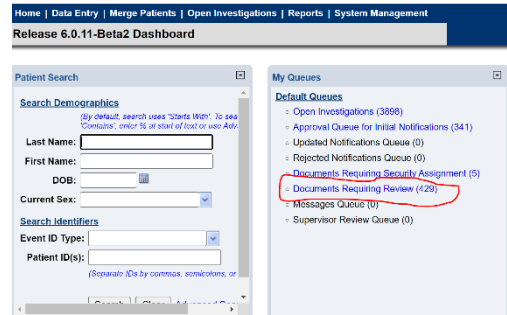 Home | Data Entry | Merge Patients | Open Investigations | Reports | System Management
Release 6.0.11-Beta2 Dashboard
Patient Search
Search Demographics
(By default, search uses 'Starts With'. To sea
'Contains', enter % at start of text or use Adv
Last Name:
First Name:
DOB:
Current Sex:
Search Identifiers
Event ID Type:
Patient ID(s):
(Separate IDs by commas, semicolons, or
Search Clear Advanced Sear
My Queues
Default Queues
Open Investigations (3898)
Approval Queue for Initial Notifications (341)
Updated Notifications Queue (0)
Rejected Notifications Queue (0)
Documents Requiring Security Assignment (5)
Documents Requiring Review (429)
Messages Queue (0)
Supervisor Review Queue (0)